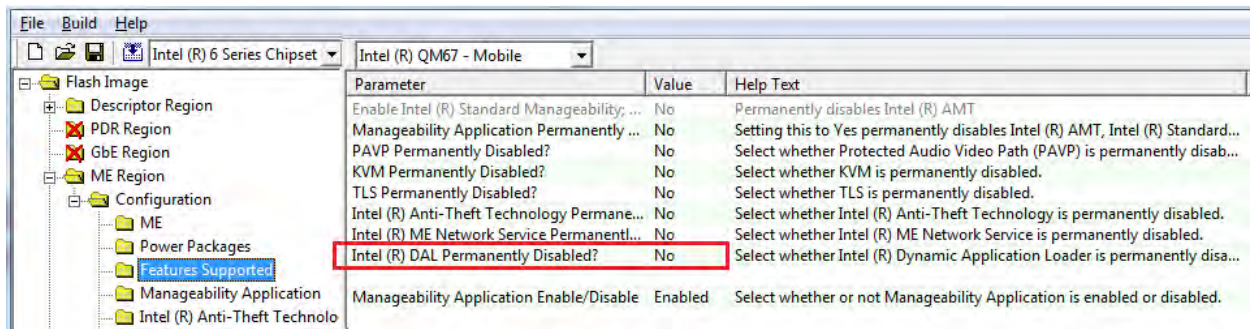 File Build Help
Intel (R) 6 Series Chipset Intel (R) QM67 - Mobile
Flash Image
Descriptor Region
PDR Region
GbE Region
ME Region
Configuration
ME
Power Packages
Features Supported
Manageability Application
Intel (R) Anti-Theft Technolo
Parameter Value Help Text
Enable Intel (R) Standard Manageability; ... No Permanently disables Intel (R) AMT
Manageability Application Permanently ... No Setting this to Yes permanently disables Intel (R) AMT, Intel (R) Standard...
PAVP Permanently Disabled? No Select whether Protected Audio Video Path (PAVP) is permanently disab...
KVM Permanently Disabled? No Select whether KVM is permanently disabled.
TLS Permanently Disabled? No Select whether TLS is permanently disabled.
Intel (R) Anti-Theft Technology Permane... No Select whether Intel (R) Anti-Theft Technology is permanently disabled.
Intel (R) ME Network Service Permanentl... No Select whether Intel (R) ME Network Service is permanently disabled.
Intel (R) DAL Permanently Disabled? No Select whether Intel (R) Dynamic Application Loader is permanently disa...
Manageability Application Enable/Disable Enabled Select whether or not Manageability Application is enabled or disabled.